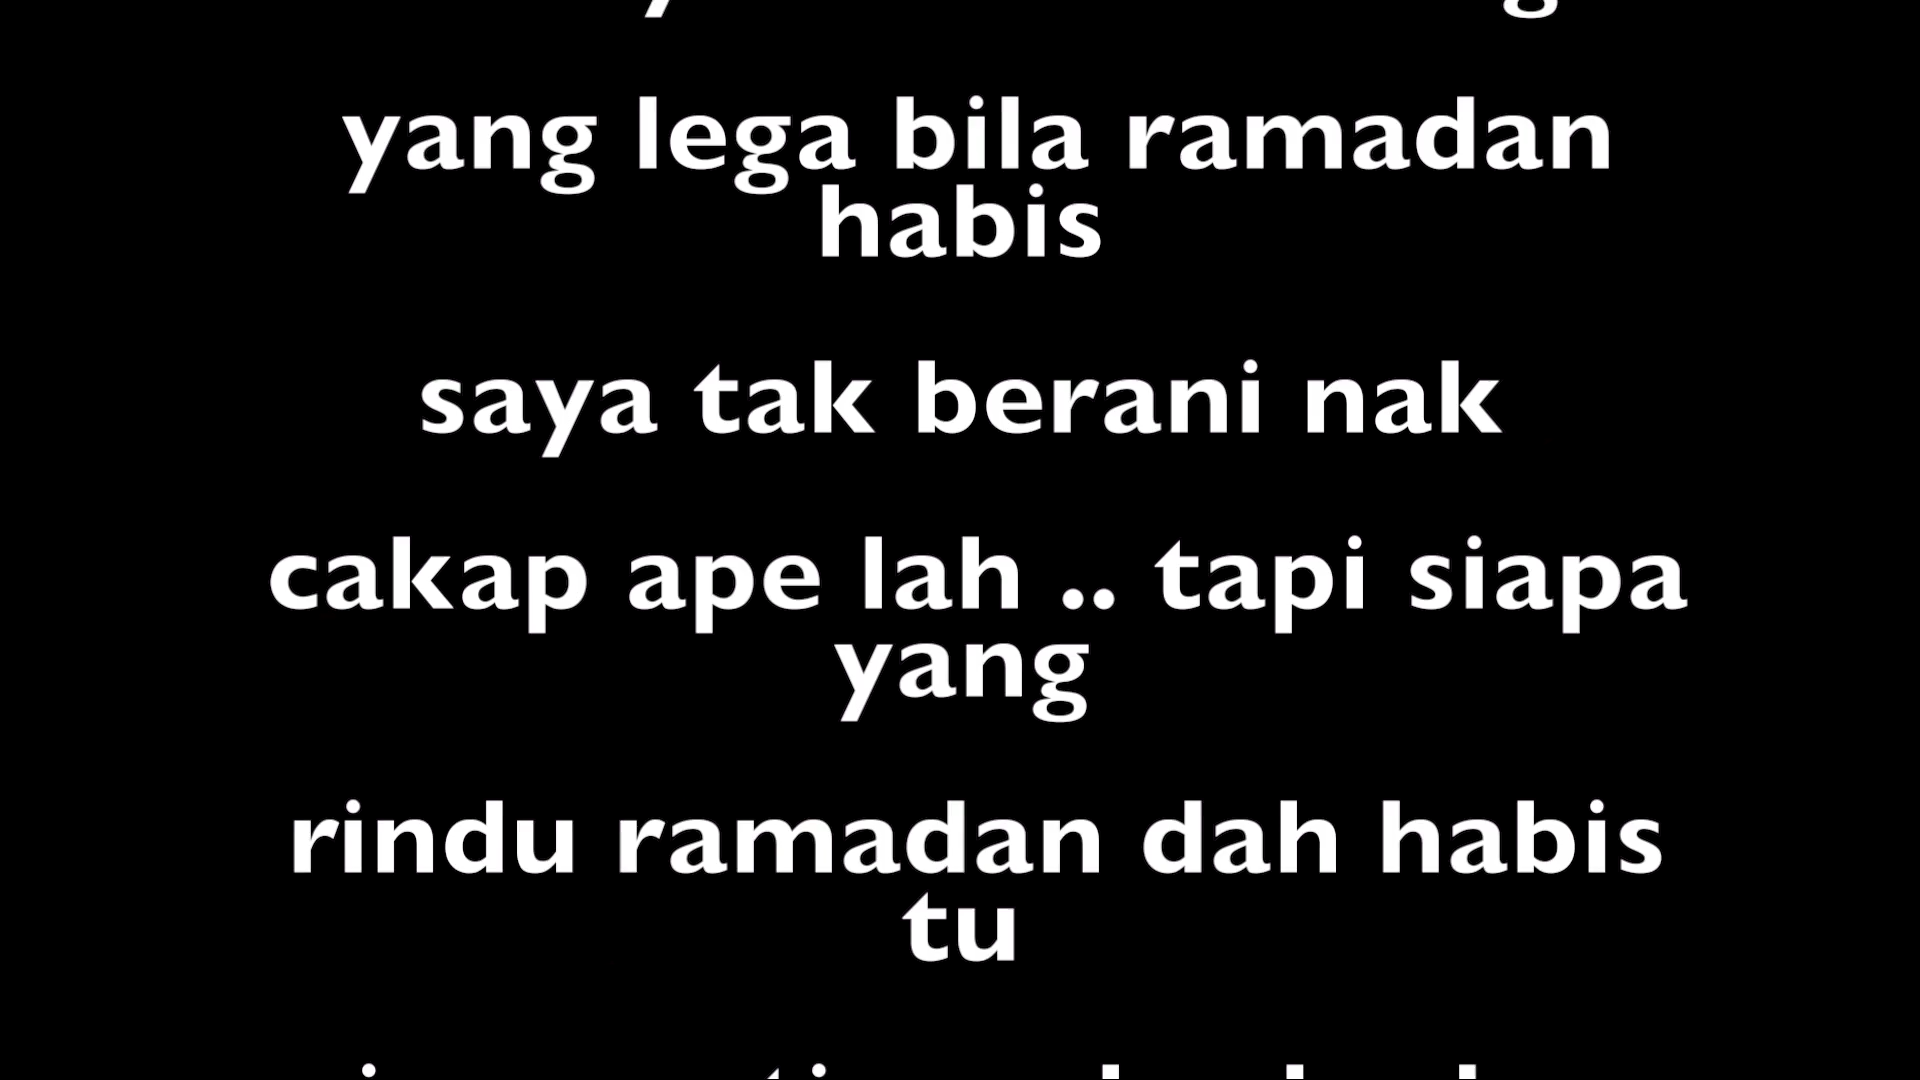 yang lega bila ramadan
habis
saya tak berani nak
cakap ape lah .. tapi siapa
yang
rindu ramadan dah habis
tu